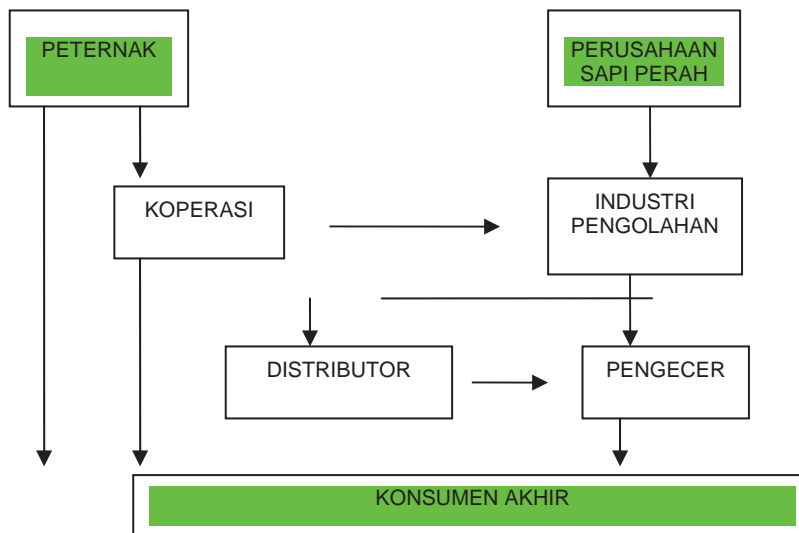 PETERNAK
PERUSAHAAN
SAPI PERAH
KOPERASI
INDUSTRI
PENGOLAHAN
DISTRIBUTOR
PENGECER
KONSUMEN AKHIR